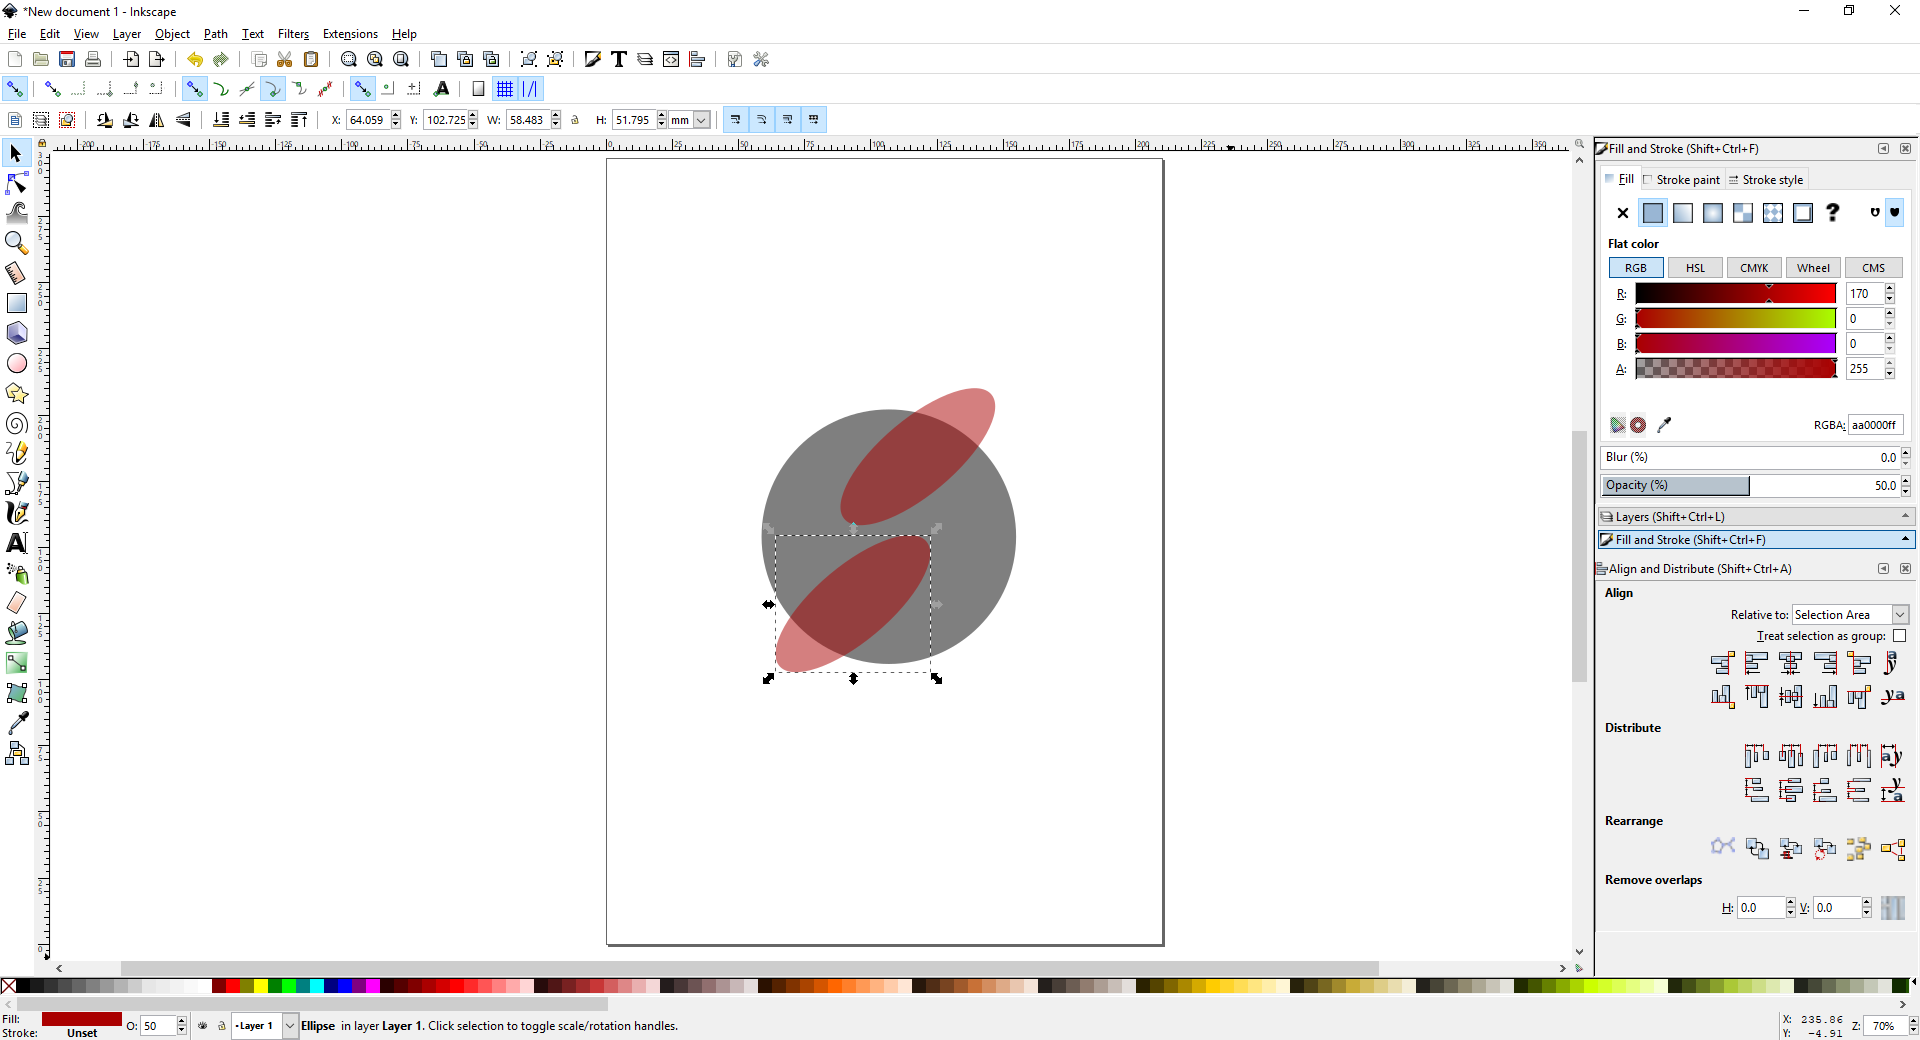 *New document 1 - Inkscape
File Edit View Layer Object Path Text Filters Extensions Help
X: 64.059 Y: 102.725 W: 58.483 H: 51.795 mm
Fill and Stroke (Shift+Ctrl+F)
Fill Stroke paint Stroke style
Flat color
RGB HSL CMYK Wheel CMS
R: 170
G: 0
B: 0
A: 255
RGBA: aa0000ff
Blur (%) 0.0
Opacity (%) 50.0
Layers (Shift+Ctrl+L)
Fill and Stroke (Shift+Ctrl+F)
Align and Distribute (Shift+Ctrl+A)
Align
Relative to: Selection Area
Treat selection as group:
Distribute
Rearrange
Remove overlaps
H: 0.0 V: 0.0
Fill:
Stroke: Unset
O: 50
Layer 1
Ellipse in layer Layer 1. Click selection to toggle scale/rotation handles.
X: 235.86
Y: -4.91
Z: 70%